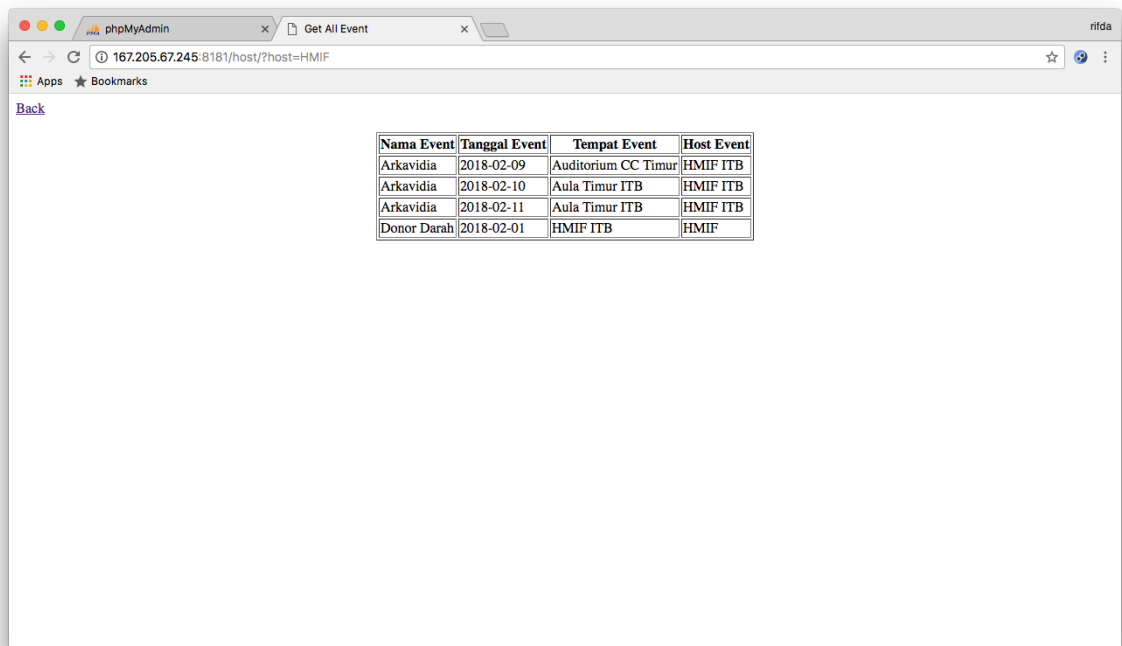 phpMyAdmin Get All Event rifda
167.205.67.245:8181/host/?host=HMIF
Apps Bookmarks
Back
Nama Event Tanggal Event Tempat Event Host Event
Arkavidia 2018-02-09 Auditorium CC Timur HMIF ITB
Arkavidia 2018-02-10 Aula Timur ITB HMIF ITB
Arkavidia 2018-02-11 Aula Timur ITB HMIF ITB
Donor Darah 2018-02-01 HMIF ITB HMIF